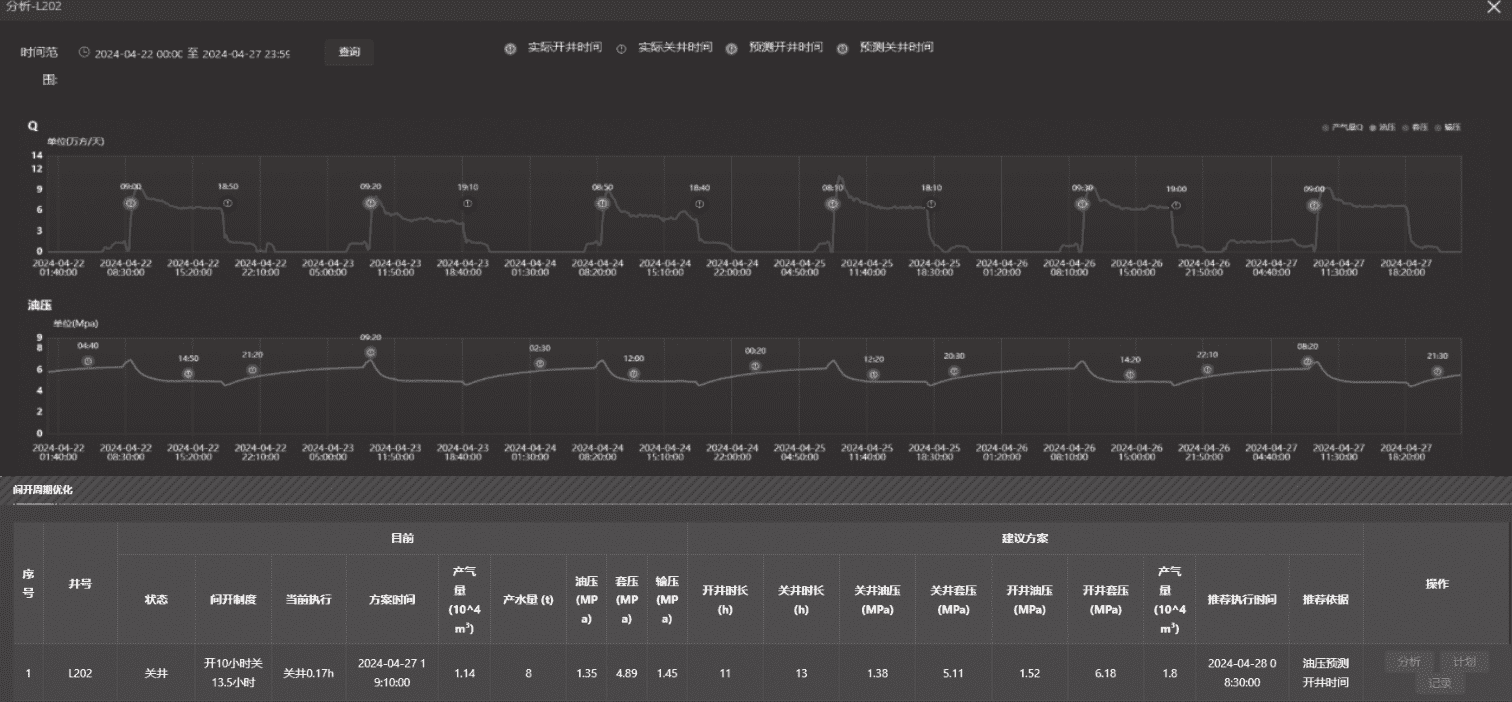 分析-L202
时间范围:
2024-04-22 00:0 至 2024-04-27 23:59
查询
实际开井时间 实际关井时间 预测开井时间 预测关井时间
Q
单位(万方/天)
产气量Q 油压 套压 输压
14
12
9
6
3
0
09:00 18:50 09:20 19:10 08:50 18:40 08:10 18:10 09:30 19:00 09:00
2024-04-22 2024-04-22 2024-04-22 2024-04-22 2024-04-23 2024-04-23 2024-04-23 2024-04-24 2024-04-24 2024-04-24 2024-04-24 2024-04-25 2024-04-25 2024-04-25 2024-04-26 2024-04-26 2024-04-26 2024-04-26 2024-04-27 2024-04-27 2024-04-27
01:40:00 08:30:00 15:20:00 22:10:00 05:00:00 11:50:00 18:40:00 01:30:00 08:20:00 15:10:00 22:00:00 04:50:00 11:40:00 18:30:00 01:20:00 08:10:00 15:00:00 21:50:00 04:40:00 11:30:00 18:20:00
油压
单位(Mpa)
9
8
6
4
2
0
04:40 14:50 21:20 09:20 02:30 12:00 00:20 12:20 20:30 14:20 22:10 08:20 21:30
2024-04-22 2024-04-22 2024-04-22 2024-04-22 2024-04-23 2024-04-23 2024-04-23 2024-04-24 2024-04-24 2024-04-24 2024-04-24 2024-04-25 2024-04-25 2024-04-25 2024-04-26 2024-04-26 2024-04-26 2024-04-26 2024-04-27 2024-04-27 2024-04-27
01:40:00 08:30:00 15:20:00 22:10:00 05:00:00 11:50:00 18:40:00 01:30:00 08:20:00 15:10:00 22:00:00 04:50:00 11:40:00 18:30:00 01:20:00 08:10:00 15:00:00 21:50:00 04:40:00 11:30:00 18:20:00
间开周期优化
序号 井号 目前 建议方案 操作
状态 间开制度 当前执行 方案时间 产气量(10^4m³) 产水量 (t) 油压(MPa) 套压(MPa) 输压(MPa) 开井时长(h) 关井时长(h) 关井油压(MPa) 关井套压(MPa) 开井油压(MPa) 开井套压(MPa) 产气量(10^4m³) 推荐执行时间 推荐依据
1 L202 关井 开10小时关13.5小时 关井0.17h 2024-04-27 19:10:00 1.14 8 1.35 4.89 1.45 11 13 1.38 5.11 1.52 6.18 1.8 2024-04-28 08:30:00 油压预测开井时间 分析 计划
记录